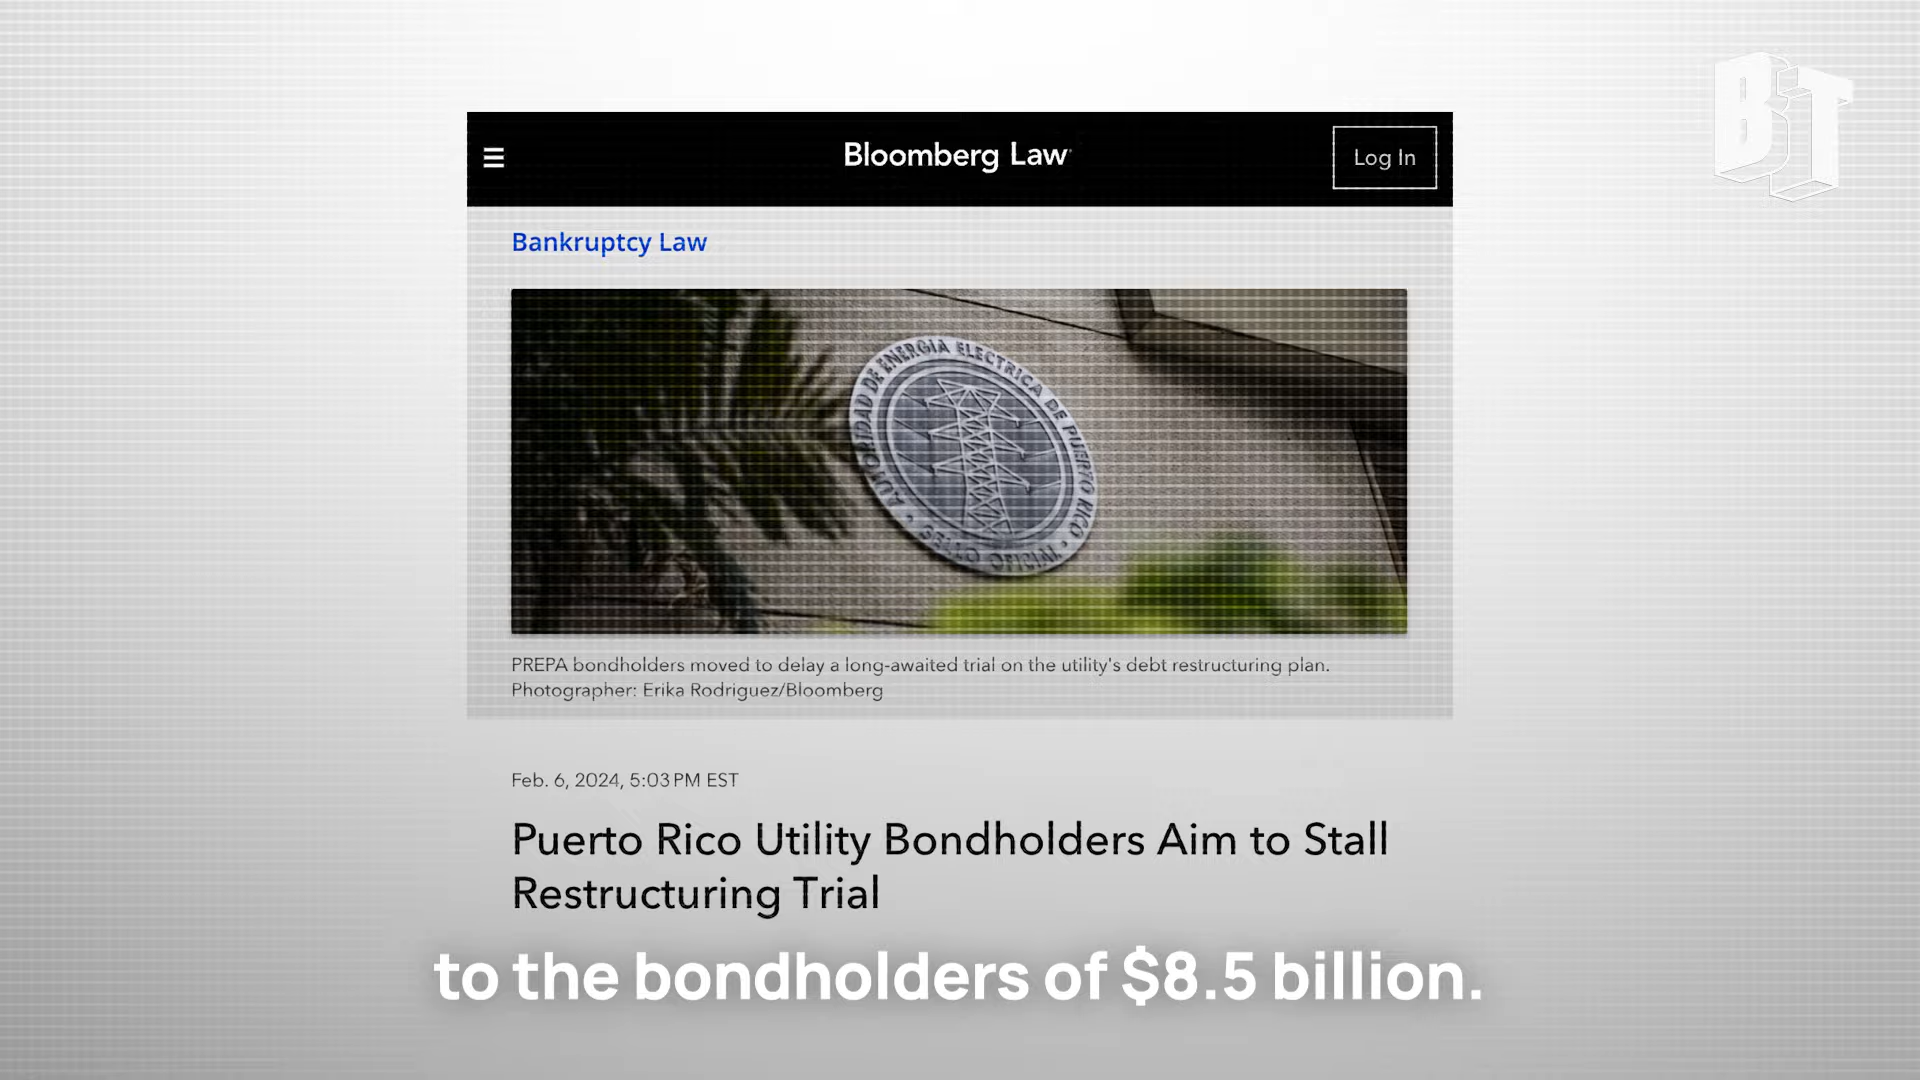 BT
Bloomberg Law
Log In
Bankruptcy Law
AUTORIDAD DE ENERGIA ELECTRICA DE PUERTO RICO
• SELLO OFICIAL •
PREPA bondholders moved to delay a long-awaited trial on the utility's debt restructuring plan.
Photographer: Erika Rodriguez/Bloomberg
Feb. 6, 2024, 5:03 PM EST
Puerto Rico Utility Bondholders Aim to Stall
Restructuring Trial
to the bondholders of $8.5 billion.